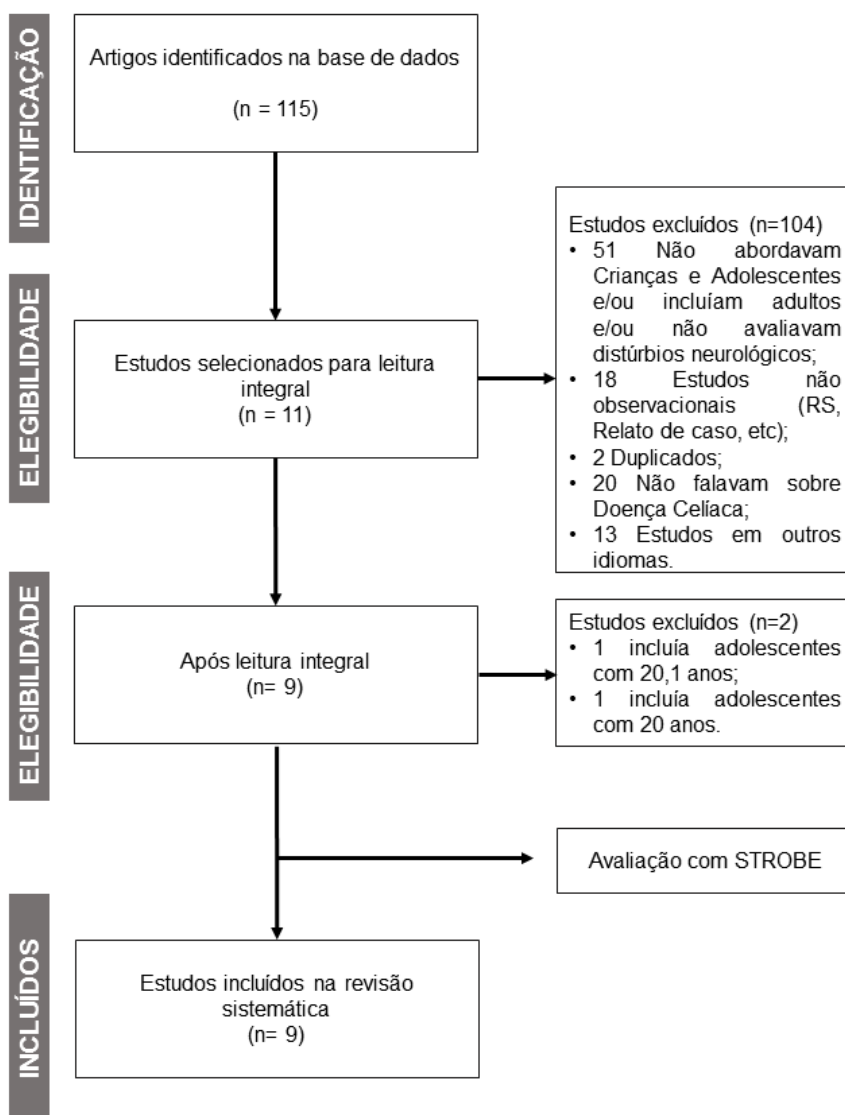 IDENTIFICAÇÃO
Artigos identificados na base de dados
(n = 115)
Estudos excluídos (n=104)
• 51 Não abordavam
Crianças e Adolescentes
e/ou incluíam adultos
e/ou não avaliavam
distúrbios neurológicos;
• 18 Estudos não
observacionais (RS,
Relato de caso, etc);
• 2 Duplicados;
• 20 Não falavam sobre
Doença Celíaca;
• 13 Estudos em outros
idiomas.
ELEGIBILIDADE
Estudos selecionados para leitura
integral
(n = 11)
ELEGIBILIDADE
Após leitura integral
(n= 9)
Estudos excluídos (n=2)
• 1 incluía adolescentes
com 20,1 anos;
• 1 incluía adolescentes
com 20 anos.
Avaliação com STROBE
INCLUÍDOS
Estudos incluídos na revisão
sistemática
(n= 9)